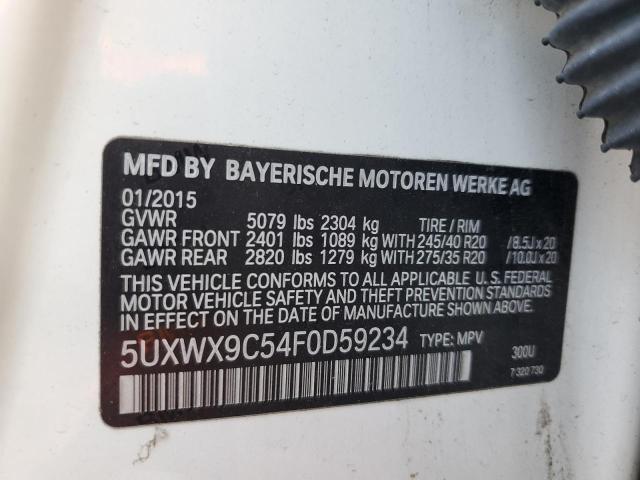 MFD BY BAYERISCHE MOTOREN WERKE AG
01/2015
GVWR 5079 lbs 2304 kg TIRE / RIM
GAWR FRONT 2401 lbs 1089 kg WITH 245/40 R20 /8.5J x 20
GAWR REAR 2820 lbs 1279 kg WITH 275/35 R20 /10.0J x 20
THIS VEHICLE CONFORMS TO ALL APPLICABLE U. S. FEDERAL
MOTOR VEHICLE SAFETY AND THEFT PREVENTION STANDARDS
IN EFFECT ON THE DATE OF MANUFACTURE SHOWN ABOVE.
5UXWX9C54F0D59234 TYPE: MPV 300U
7 320 730